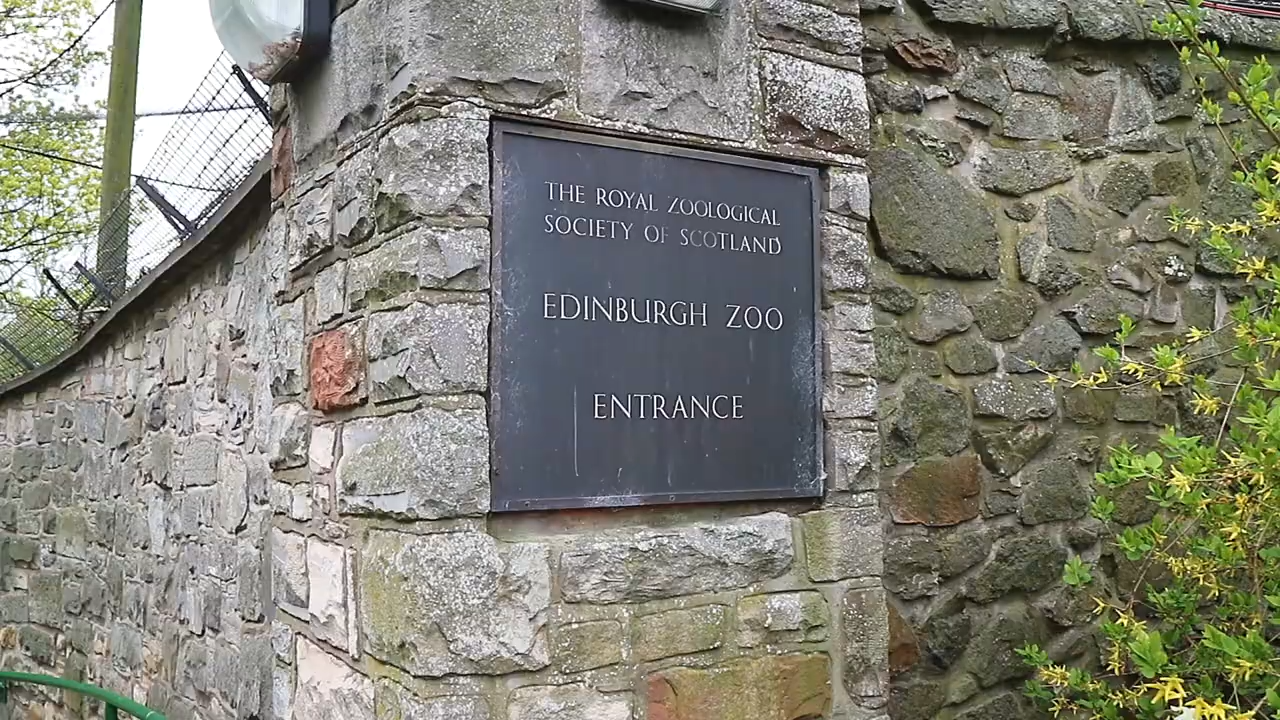 THE ROYAL ZOOLOGICAL
SOCIETY OF SCOTLAND
EDINBURGH ZOO
ENTRANCE